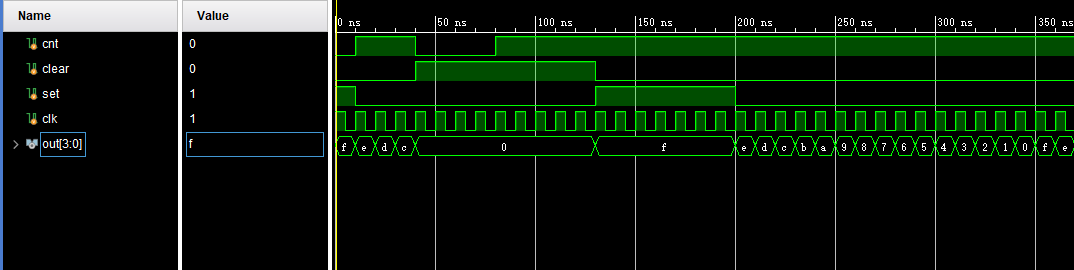 Name Value 0 ns 50 ns 100 ns 150 ns 200 ns 250 ns 300 ns 350 ns
cnt 0
clear 0
set 1
clk 1
out[3:0] f f e d c 0 f e d c b a 9 8 7 6 5 4 3 2 1 0 f e